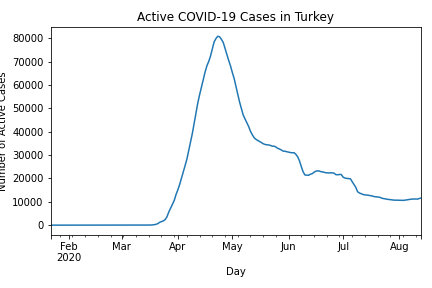 Active COVID-19 Cases in Turkey
Number of Active Cases
80000
70000
60000
50000
40000
30000
20000
10000
0
Feb Mar Apr May Jun Jul Aug
2020
Day